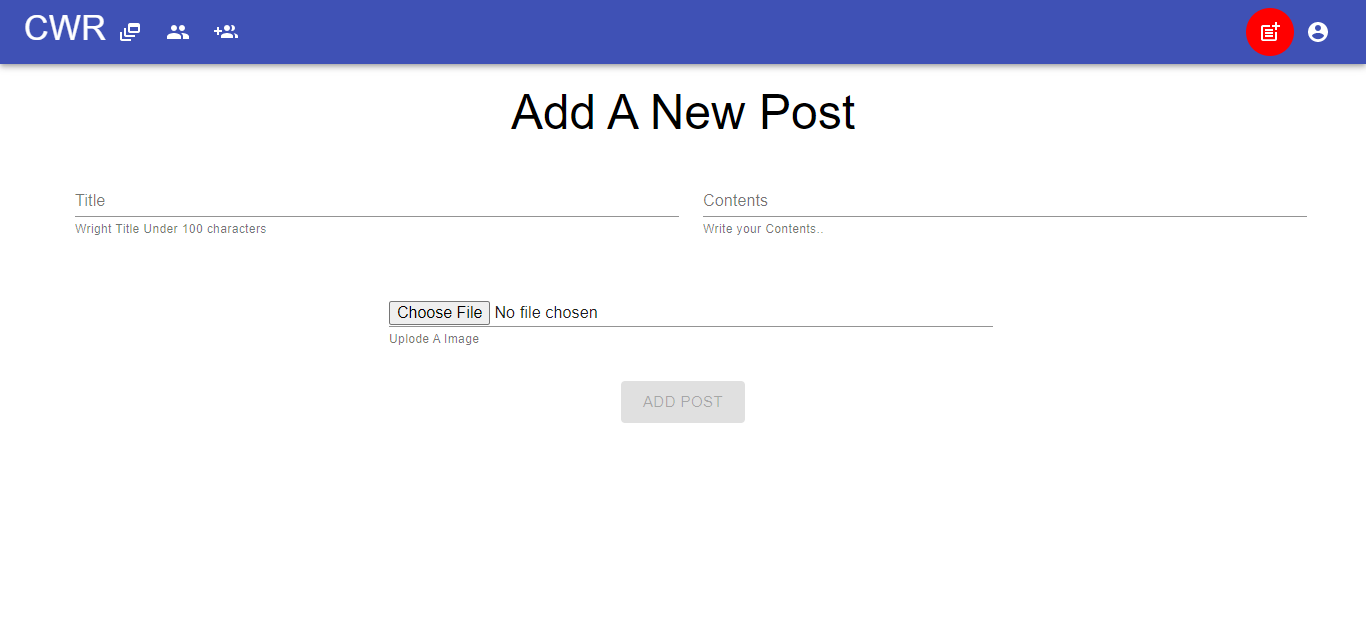 CWR
Add A New Post
Title
Contents
Wright Title Under 100 characters
Write your Contents..
Choose File No file chosen
Uplode A Image
ADD POST